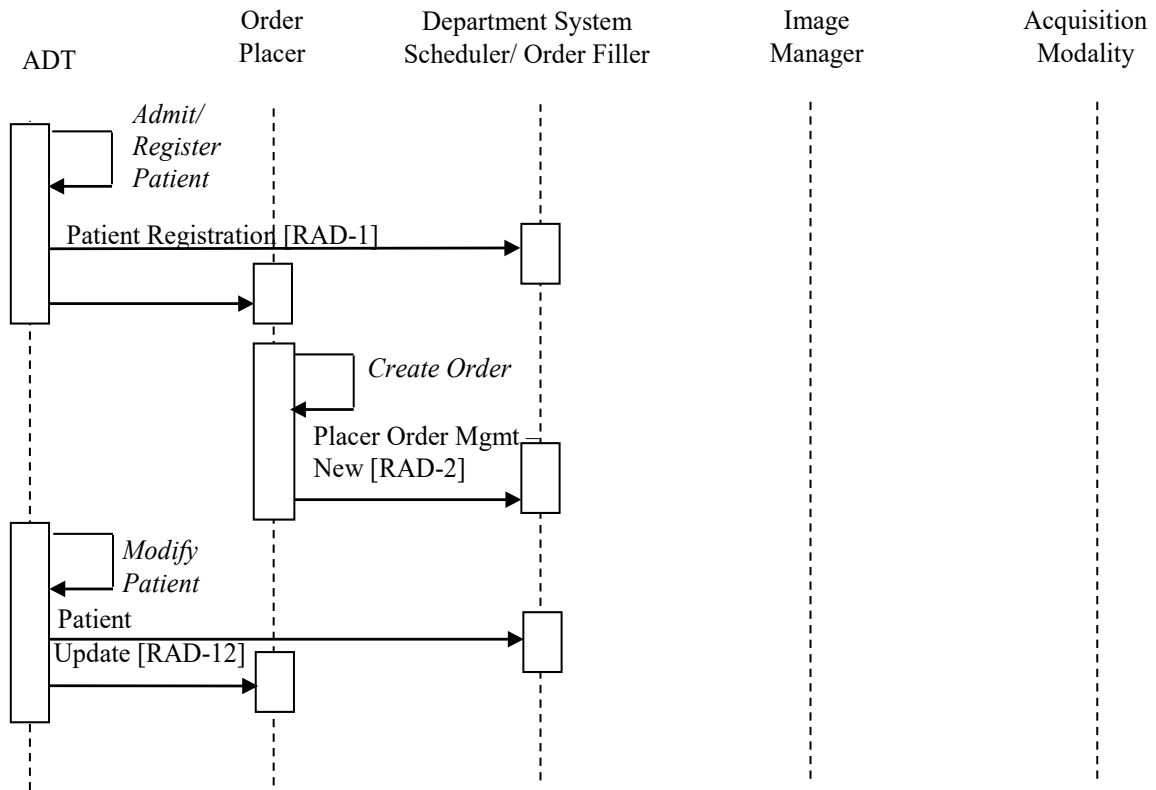 ADT
Order
Placer
Department System
Scheduler/ Order Filler
Image
Manager
Acquisition
Modality
Admit/
Register
Patient
Patient Registration [RAD-1]
Create Order
Placer Order Mgmt –
New [RAD-2]
Modify
Patient
Patient
Update [RAD-12]